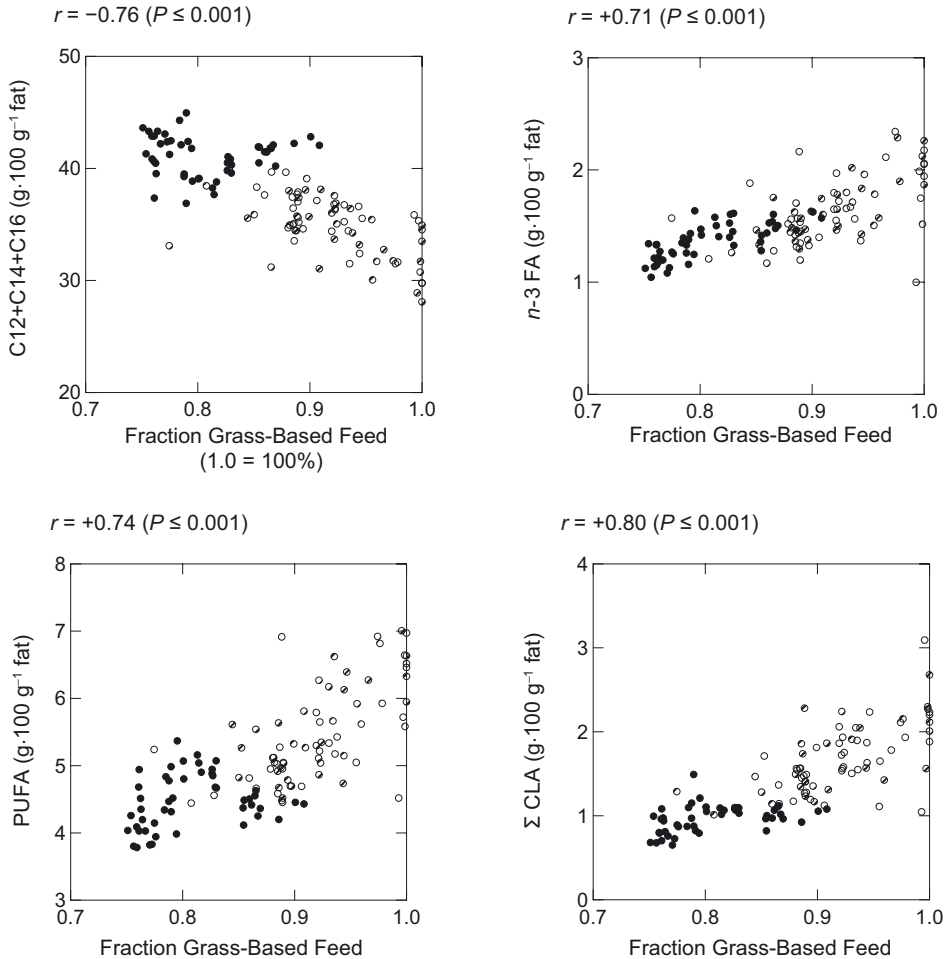 r = −0.76 (P ≤ 0.001)
C12+C14+C16 (g·100 g⁻¹ fat)
50
40
30
20
0.7 0.8 0.9 1.0
Fraction Grass-Based Feed
(1.0 = 100%)
r = +0.71 (P ≤ 0.001)
n-3 FA (g·100 g⁻¹ fat)
3
2
1
0
0.7 0.8 0.9 1.0
Fraction Grass-Based Feed
r = +0.74 (P ≤ 0.001)
PUFA (g·100 g⁻¹ fat)
8
7
6
5
4
3
0.7 0.8 0.9 1.0
Fraction Grass-Based Feed
r = +0.80 (P ≤ 0.001)
Σ CLA (g·100 g⁻¹ fat)
4
3
2
1
0
0.7 0.8 0.9 1.0
Fraction Grass-Based Feed